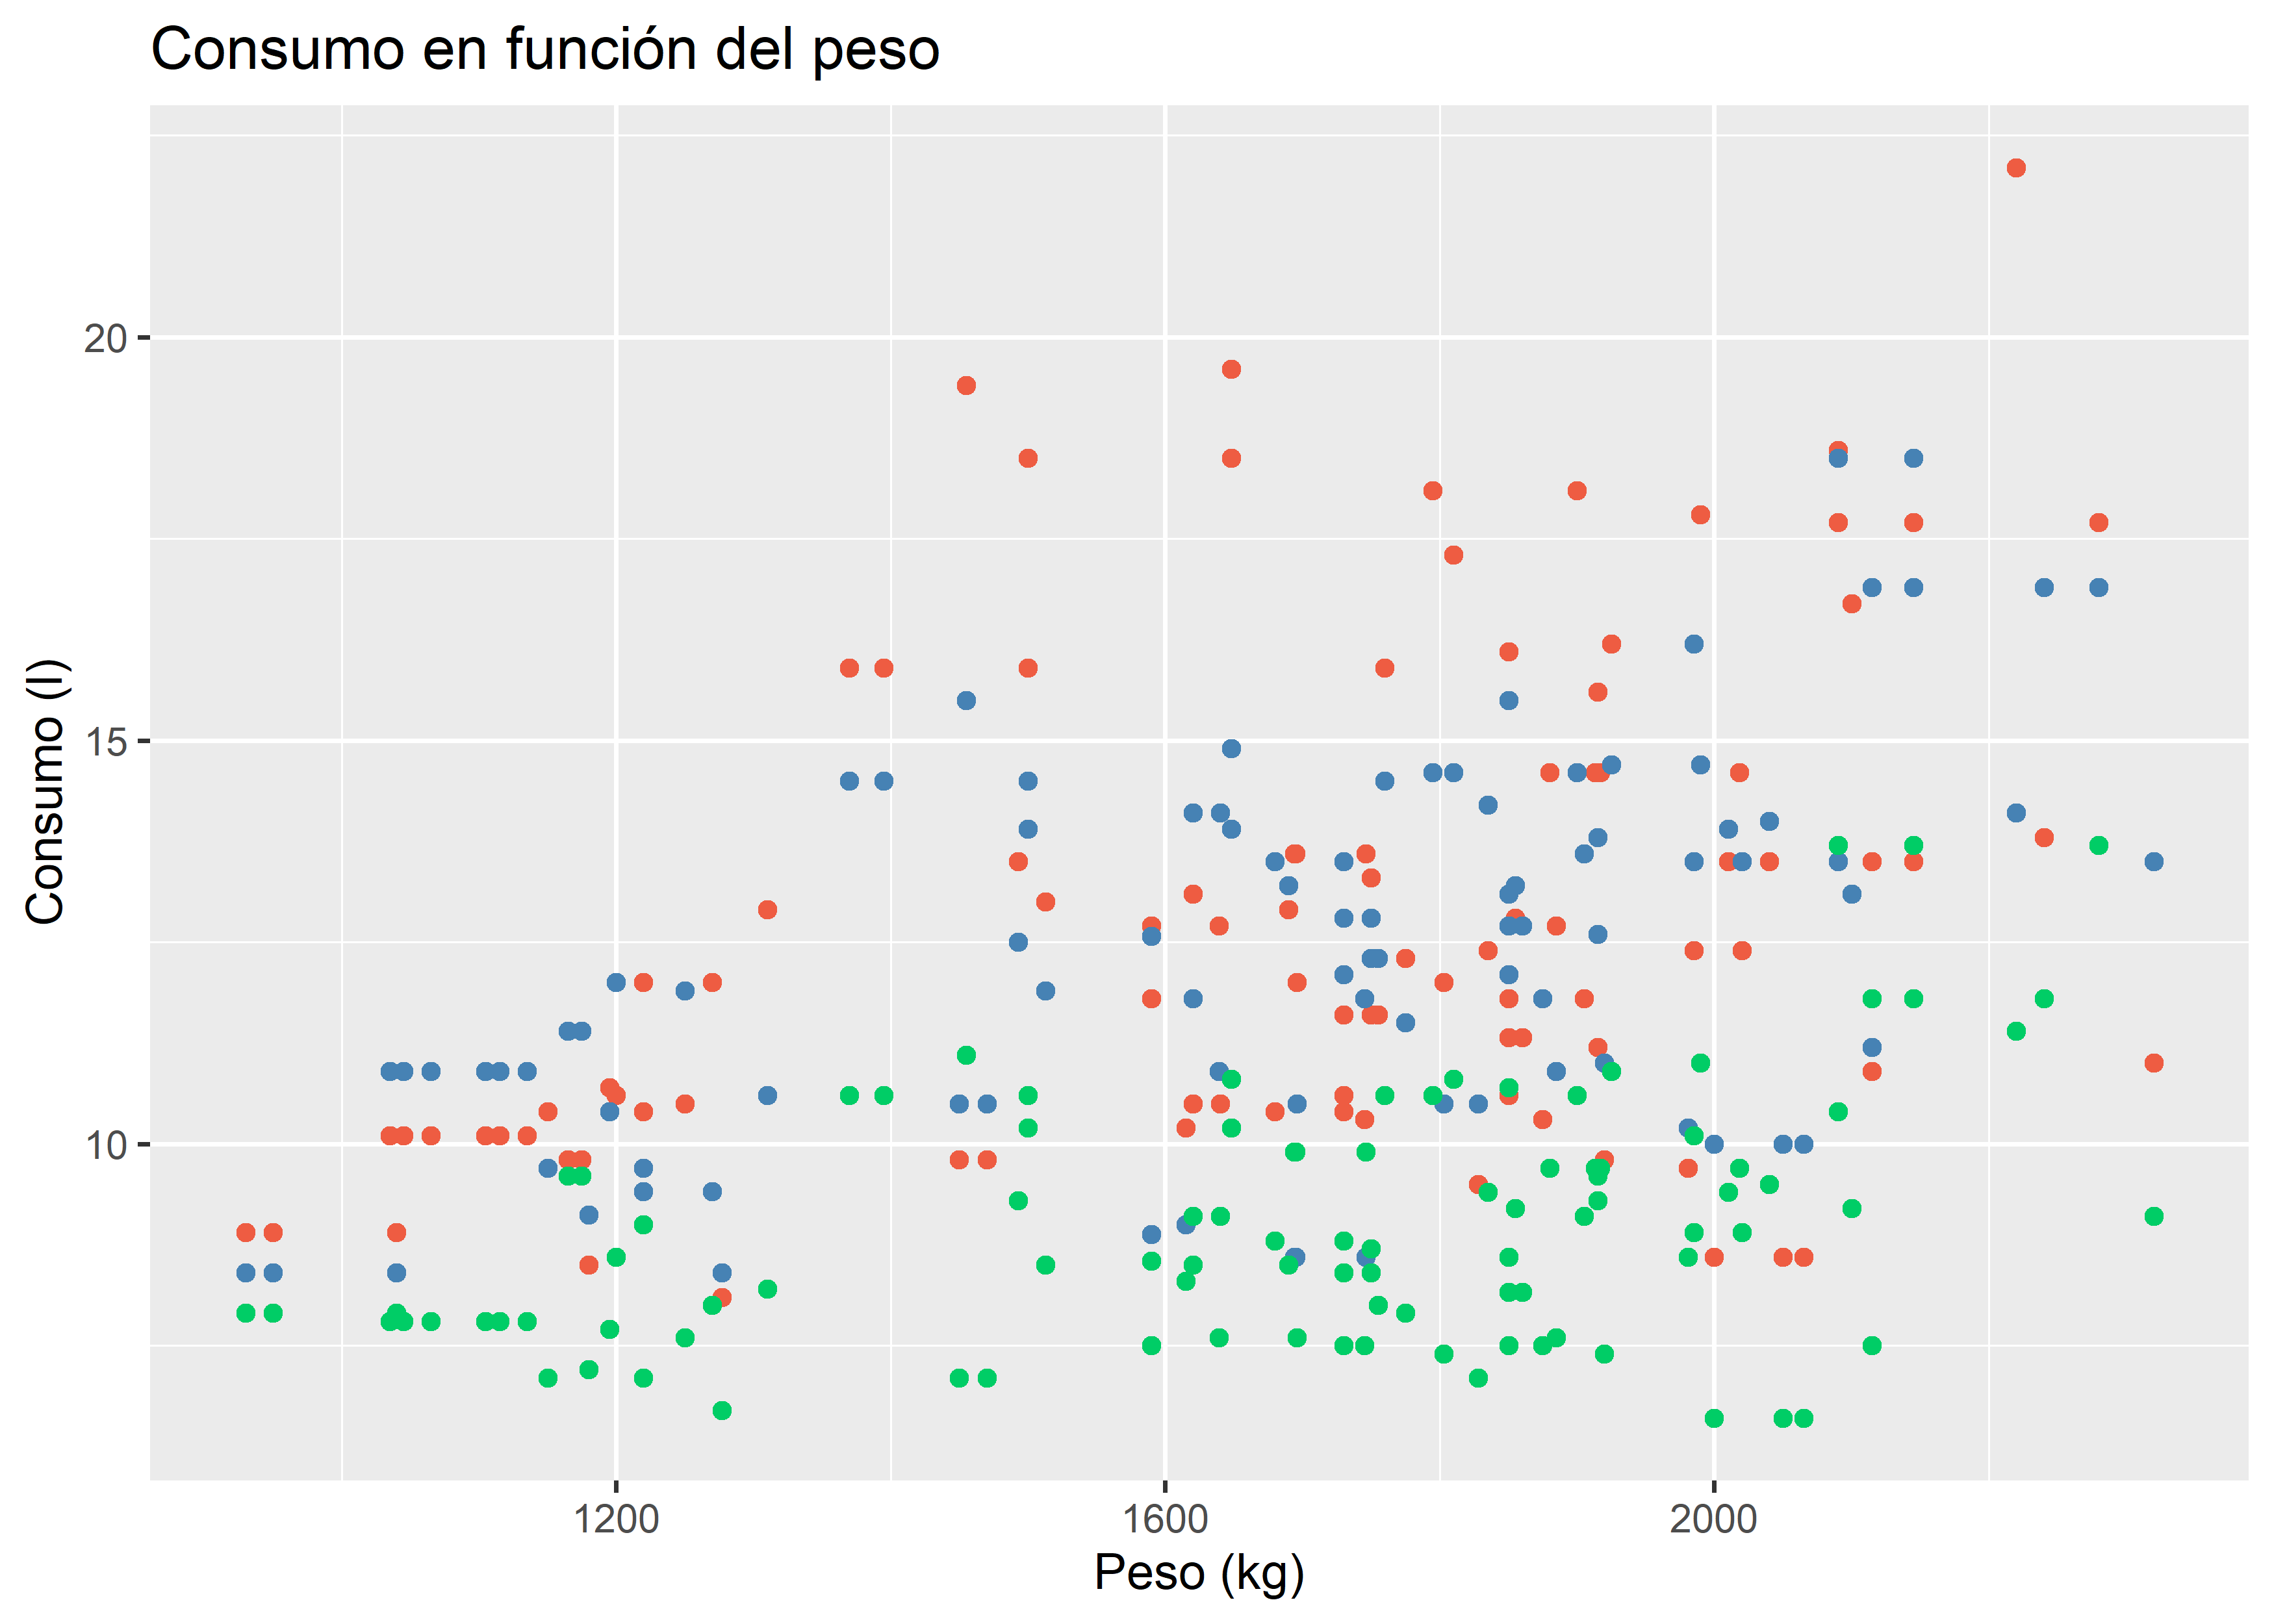 Consumo en función del peso
Consumo (l)
20
15
10
1200 1600 2000
Peso (kg)